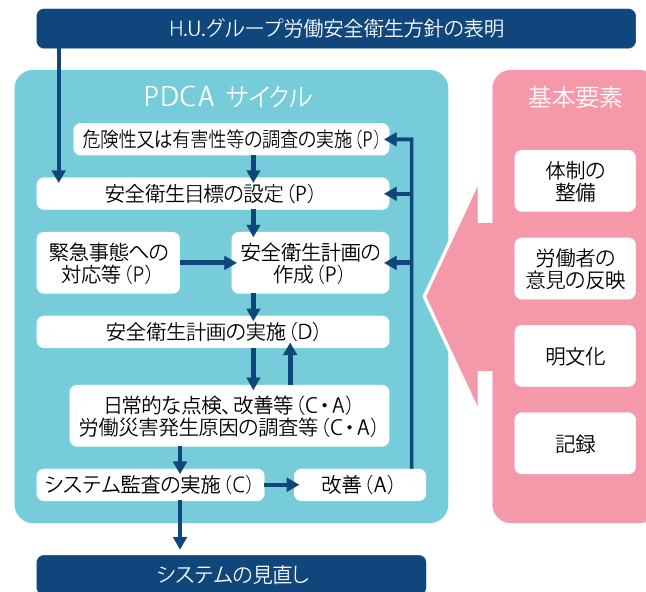 H.U.グループ労働安全衛生方針の表明
PDCA サイクル
危険性又は有害性等の調査の実施(P)
安全衛生目標の設定(P)
緊急事態への
対応等(P)
安全衛生計画の
作成(P)
安全衛生計画の実施(D)
日常的な点検、改善等(C・A)
労働災害発生原因の調査等(C・A)
システム監査の実施(C)
改善(A)
システムの見直し
基本要素
体制の
整備
労働者の
意見の反映
明文化
記録